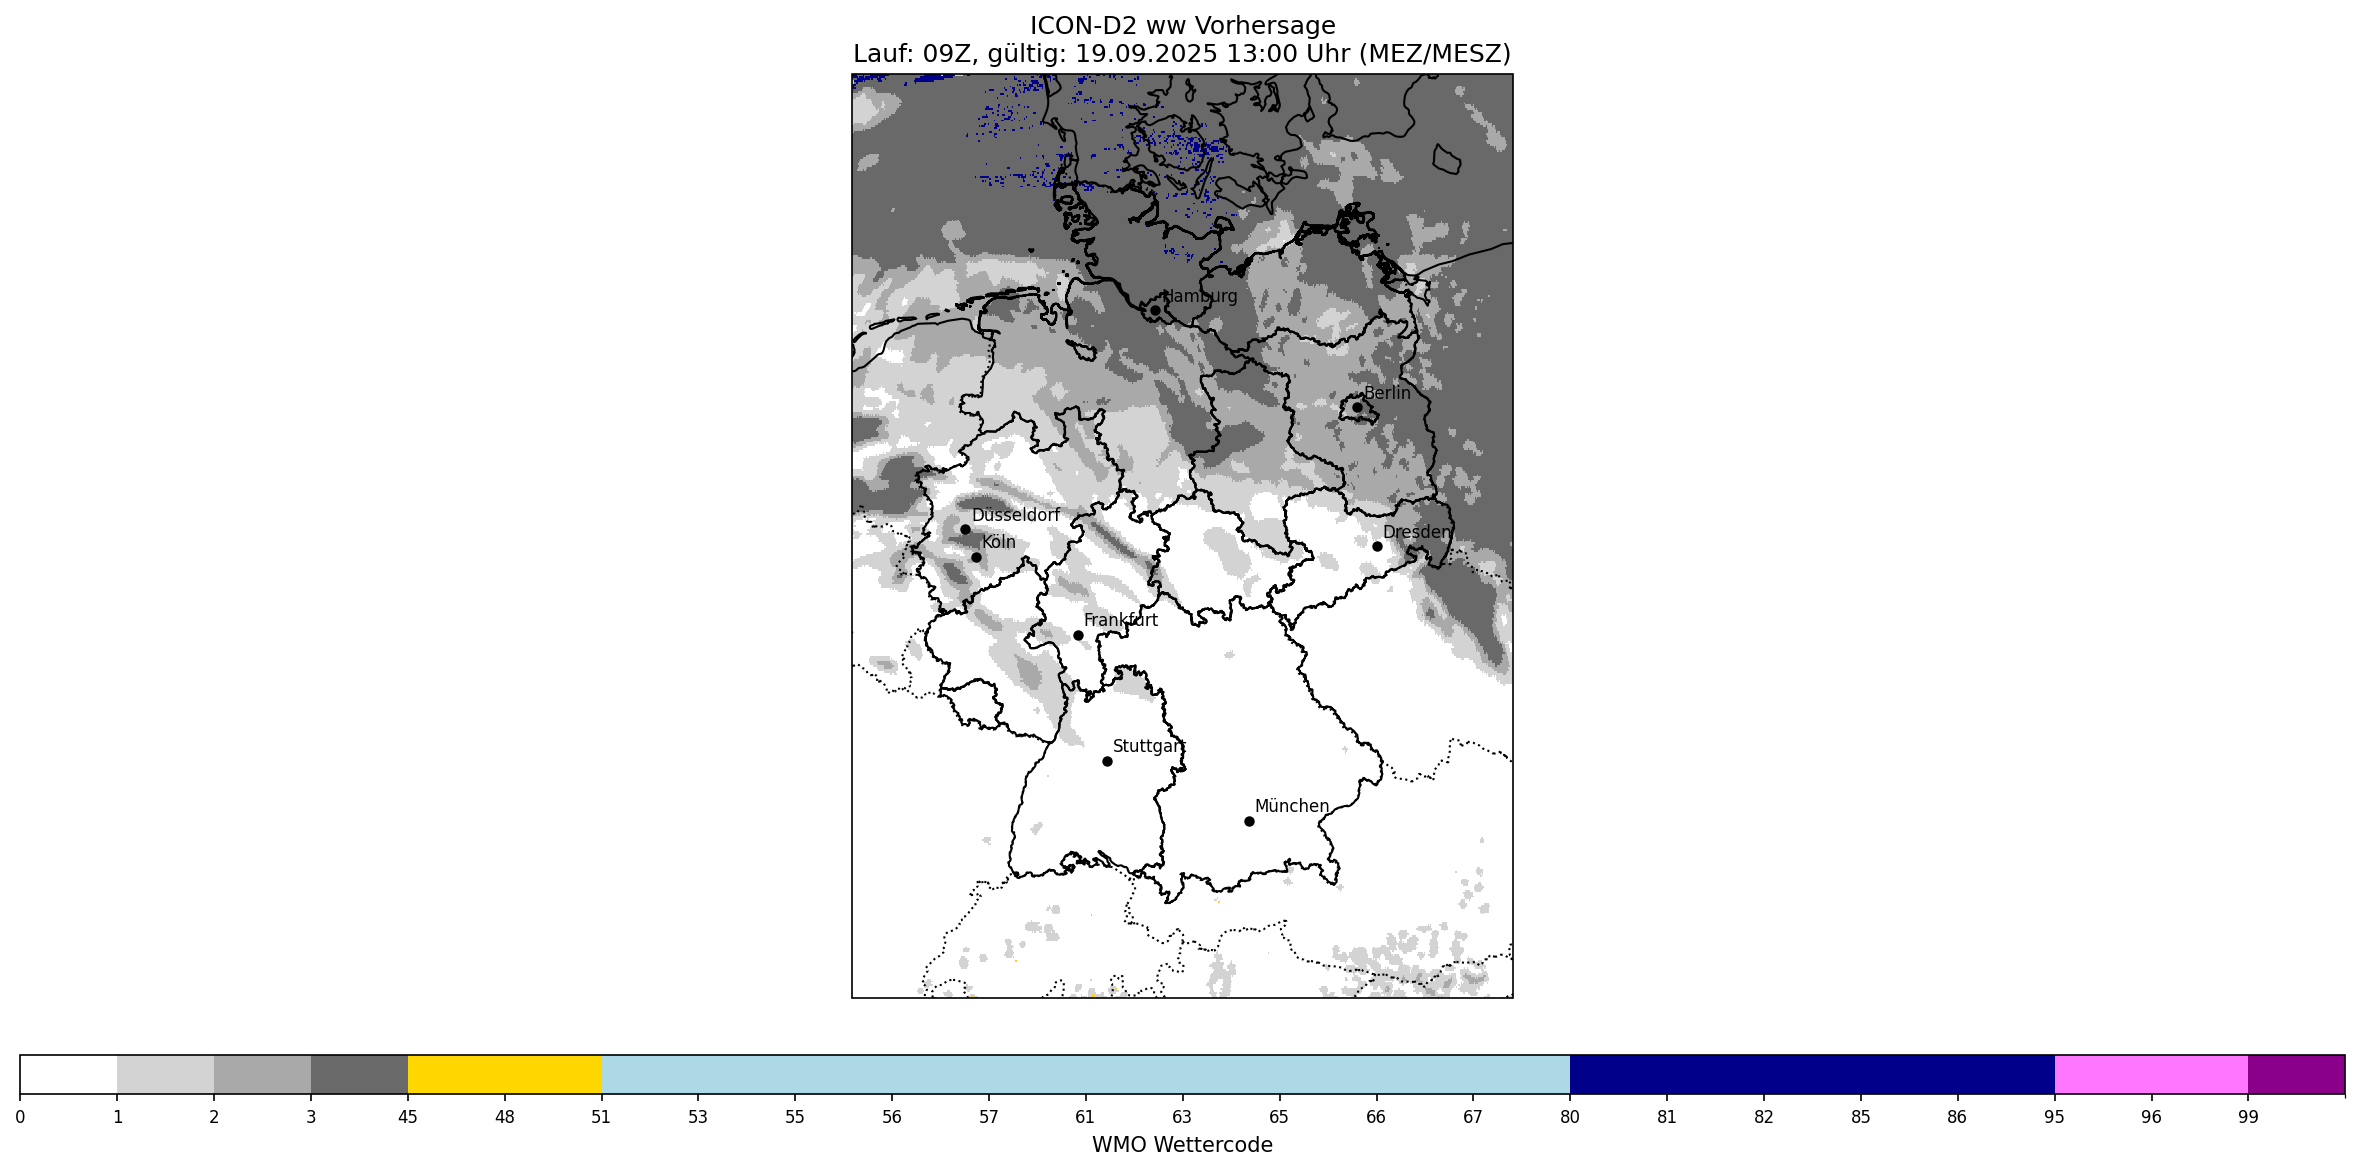 ICON-D2 ww Vorhersage
Lauf: 09Z, gültig: 19.09.2025 13:00 Uhr (MEZ/MESZ)
Hamburg
Berlin
Düsseldorf
Dresden
Köln
Frankfurt
Stuttgart
München
0 1 2 3 45 48 51 53 55 56 57 61 63 65 66 67 80 81 82 85 86 95 96 99
WMO Wettercode